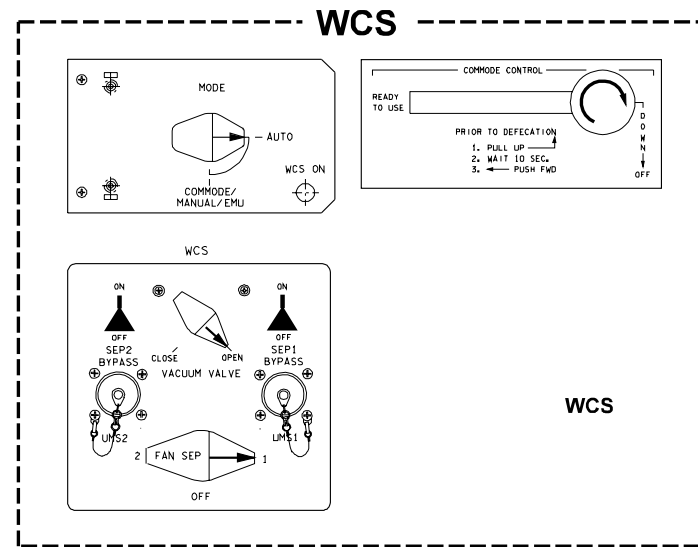 WCS
MODE
AUTO
WCS ON
COMMODE/
MANUAL/EMU
COMMODE CONTROL
READY
TO USE
PRIOR TO DEFECATION
1. PULL UP
2. WAIT 10 SEC.
3. PUSH FWD
DOWN
OFF
WCS
ON
ON
OFF
OFF
SEP2
BYPASS
SEP1
BYPASS
CLOSE
OPEN
VACUUM VALVE
UMS2
UMS1
2 FAN SEP 1
OFF
WCS